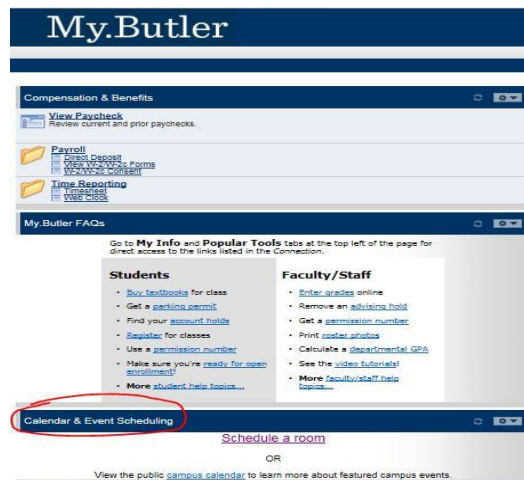 My.Butler
Compensation & Benefits
View Paycheck
Review current and prior paychecks.
Payroll
Direct Deposit
View W-2/W-2c Forms
W-2/W-2c Consent
Time Reporting
Timesheet
Web Clock
My.Butler FAQs
Go to My Info and Popular Tools tabs at the top left of the page for
direct access to the links listed in the Connection.
Students
• Buy textbooks for class
• Get a parking permit
• Find your account holds
• Register for classes
• Use a permission number
• Make sure you're ready for open
enrollment!
• More student help topics...
Faculty/Staff
• Enter grades online
• Remove an advising hold
• Get a permission number
• Print roster photos
• Calculate a departmental GPA
• See the video tutorials!
• More faculty/staff help
topics...
Calendar & Event Scheduling
Schedule a room
OR
View the public campus calendar to learn more about featured campus events.